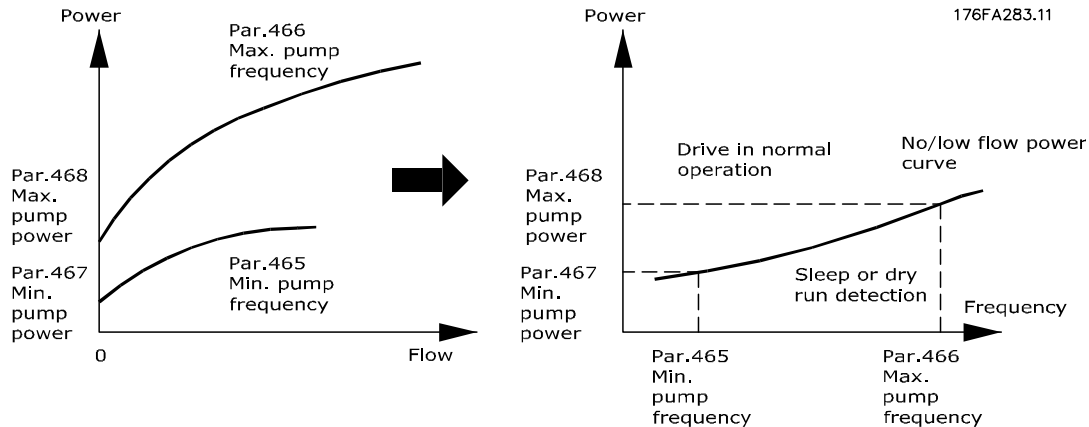 Power
Par.466
Max. pump
frequency
Par.468
Max.
pump
power
Par.467
Min.
pump
power
Par.465
Min. pump
frequency
0
Flow
Power
176FA283.11
Drive in normal
operation
No/low flow power
curve
Par.468
Max.
pump
power
Par.467
Min.
pump
power
Sleep or dry
run detection
Frequency
Par.465
Min.
pump
frequency
Par.466
Max.
pump
frequency